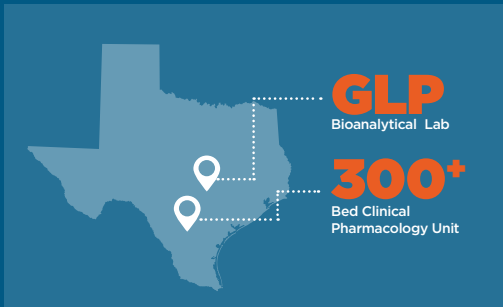 GLP
Bioanalytical Lab
300+
Bed Clinical
Pharmacology Unit